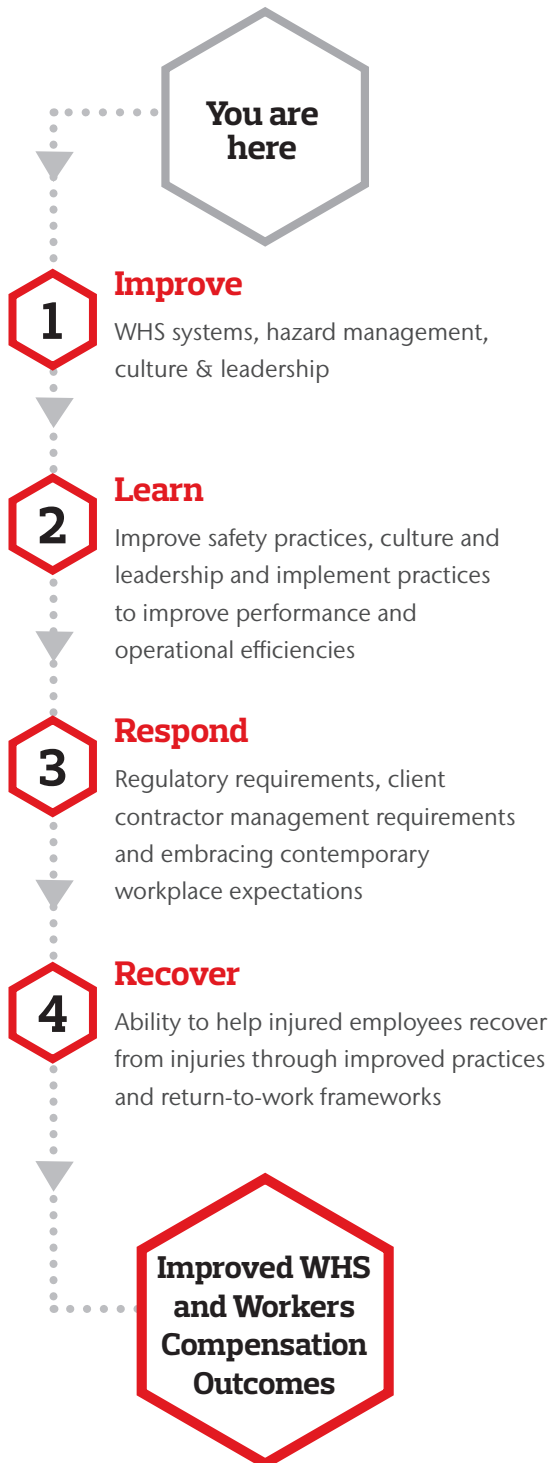 You are
here
1
Improve
WHS systems, hazard management,
culture & leadership
2
Learn
Improve safety practices, culture and
leadership and implement practices
to improve performance and
operational efficiencies
3
Respond
Regulatory requirements, client
contractor management requirements
and embracing contemporary
workplace expectations
4
Recover
Ability to help injured employees recover
from injuries through improved practices
and return-to-work frameworks
Improved WHS
and Workers
Compensation
Outcomes